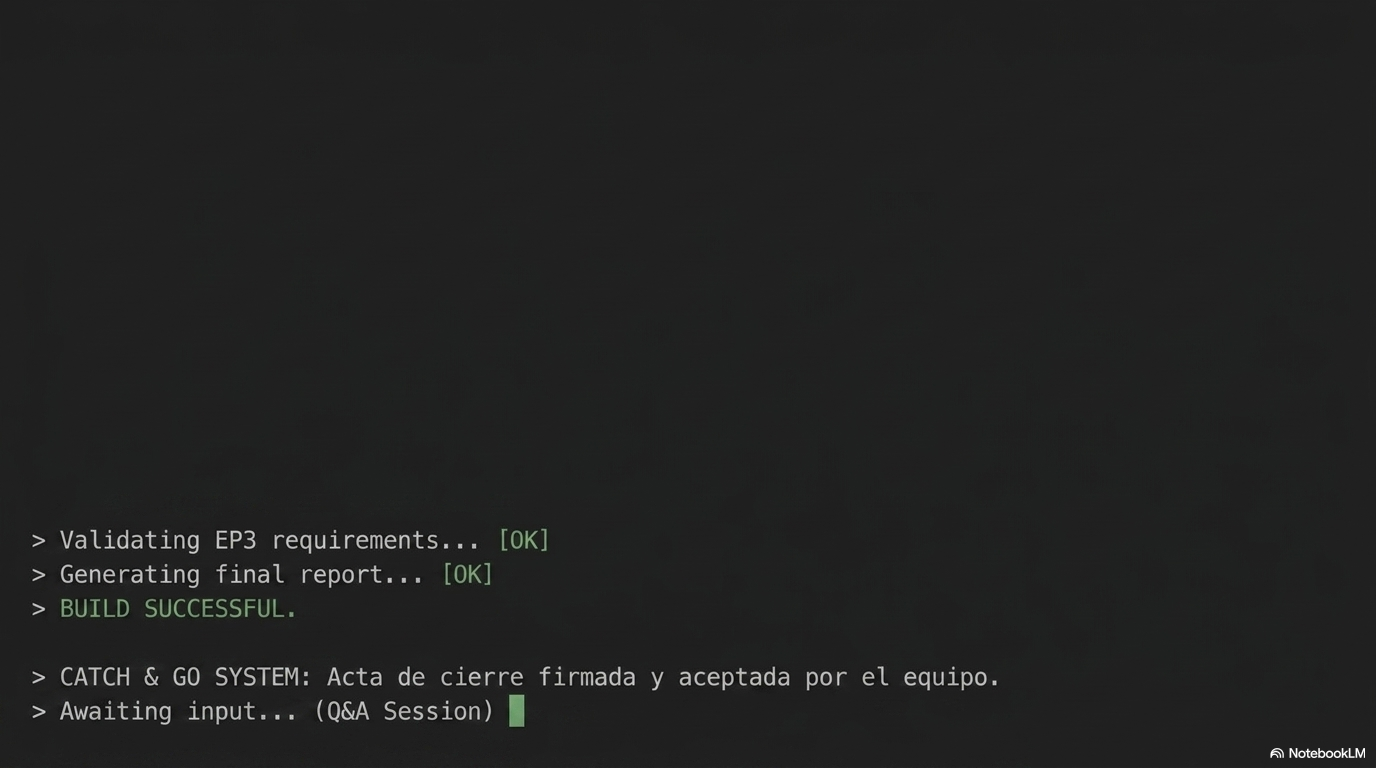 > Validating EP3 requirements... [OK]
> Generating final report... [OK]
> BUILD SUCCESSFUL.
> CATCH & GO SYSTEM: Acta de cierre firmada y aceptada por el equipo.
> Awaiting input... (Q&A Session)
NotebookLM